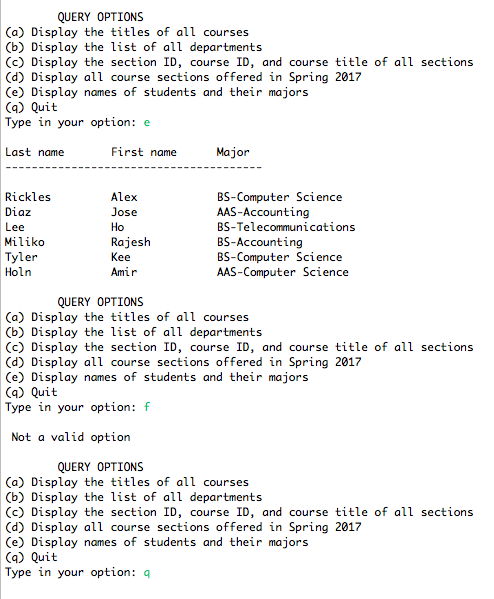 QUERY OPTIONS
(a) Display the titles of all courses
(b) Display the list of all departments
(c) Display the section ID, course ID, and course title of all sections
(d) Display all course sections offered in Spring 2017
(e) Display names of students and their majors
(q) Quit
Type in your option: e
Last name First name Major
---------------------------------------
Rickles Alex BS-Computer Science
Diaz Jose AAS-Accounting
Lee Ho BS-Telecommunications
Miliko Rajesh BS-Accounting
Tyler Kee BS-Computer Science
Holn Amir AAS-Computer Science
QUERY OPTIONS
(a) Display the titles of all courses
(b) Display the list of all departments
(c) Display the section ID, course ID, and course title of all sections
(d) Display all course sections offered in Spring 2017
(e) Display names of students and their majors
(q) Quit
Type in your option: f
Not a valid option
QUERY OPTIONS
(a) Display the titles of all courses
(b) Display the list of all departments
(c) Display the section ID, course ID, and course title of all sections
(d) Display all course sections offered in Spring 2017
(e) Display names of students and their majors
(q) Quit
Type in your option: q